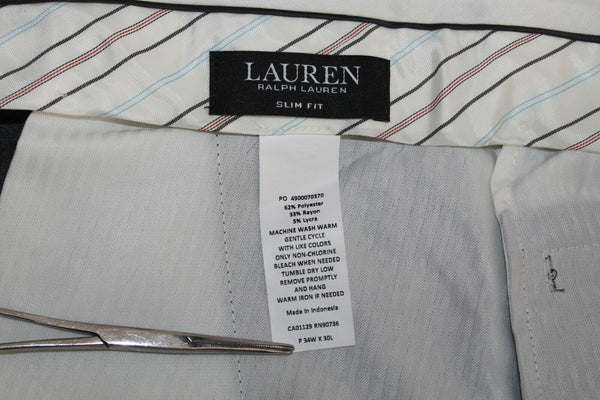 LAUREN
RALPH LAUREN
SLIM FIT
PO 4900070370
62% Polyester
33% Rayon
5% Lycra
MACHINE WASH WARM
GENTLE CYCLE
WITH LIKE COLORS
ONLY NON-CHLORINE
BLEACH WHEN NEEDED
TUMBLE DRY LOW
REMOVE PROMPTLY
AND HANG
WARM IRON IF NEEDED
Made in Indonesia
CA01129 RN90736
P 34W X 30L